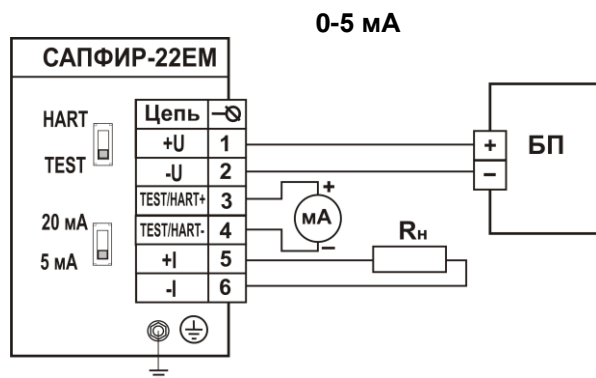 0-5 мА
САПФИР-22ЕМ
HART
TEST
20 мА
5 мА
Цепь
+U 1
-U 2
TEST/HART+ 3
TEST/HART- 4
+I 5
-I 6
+
мА
−
Rн
+
−
БП